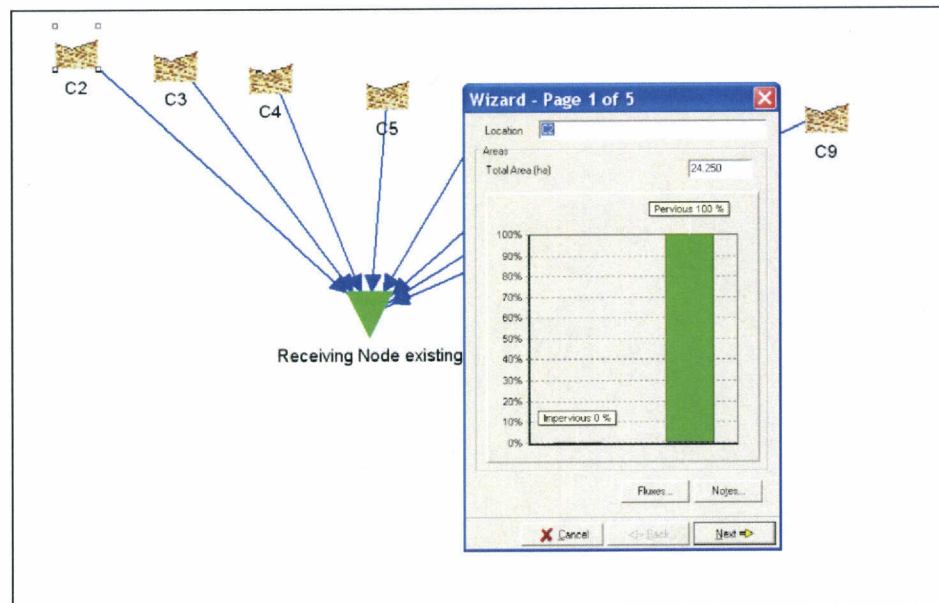 C2
C3
C4
C5
C9
Receiving Node existing
Wizard - Page 1 of 5
Location C2
Areas
Total Area (ha) 24.250
Pervious 100 %
100%
90%
80%
70%
60%
50%
40%
30%
20%
10%
0%
Impervious 0 %
Fluxes... Notes...
Cancel Back Next